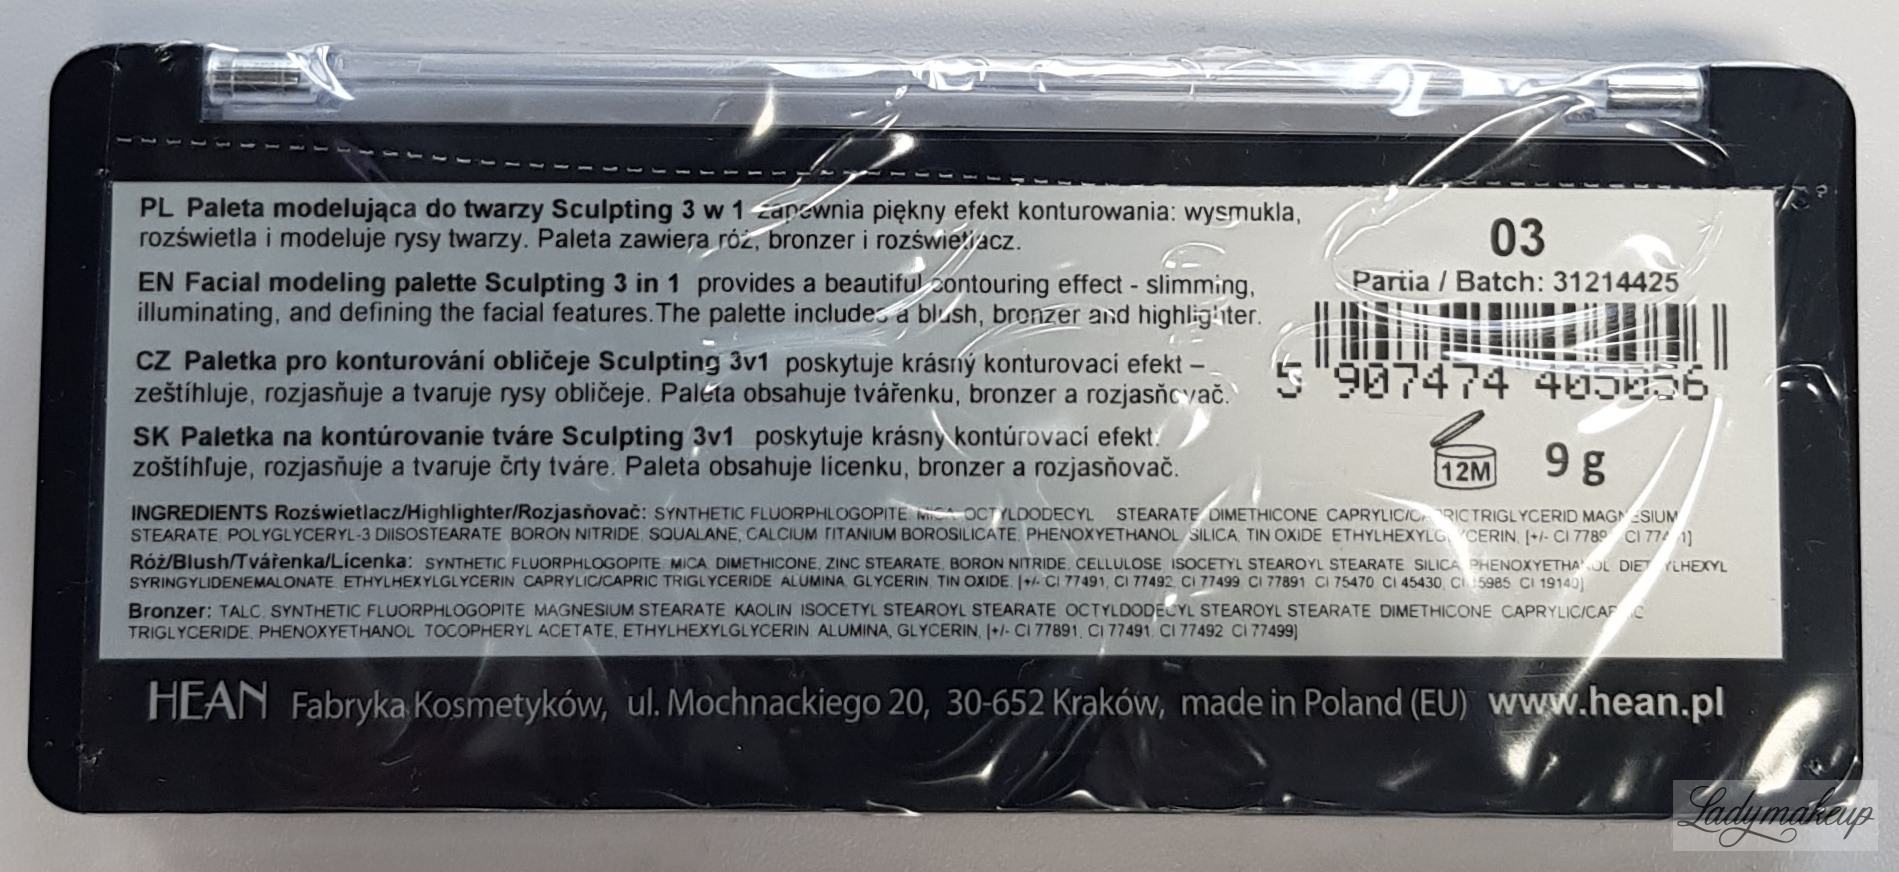 PL Paleta modelująca do twarzy Sculpting 3 w 1 zapewnia piękny efekt konturowania: wysmukla,
rozświetla i modeluje rysy twarzy. Paleta zawiera róż, bronzer i rozświetlacz.
EN Facial modeling palette Sculpting 3 in 1 provides a beautiful contouring effect - slimming,
illuminating, and defining the facial features. The palette includes a blush, bronzer and highlighter.
CZ Paletka pro konturování obličeje Sculpting 3v1 poskytuje krásný konturovací efekt –
zeštíhluje, rozjasňuje a tvaruje rysy obličeje. Paleta obsahuje tvářenku, bronzer a rozjasňovač.
SK Paletka na kontúrovanie tváre Sculpting 3v1 poskytuje krásny kontúrovací efekt:
zoštíhľuje, rozjasňuje a tvaruje črty tváre. Paleta obsahuje licenku, bronzer a rozjasňovač.
03
Partia / Batch: 31214425
5 907474 405056
12M
9 g
INGREDIENTS Rozświetlacz/Highlighter/Rozjasňovač: SYNTHETIC FLUORPHLOGOPITE MICA, OCTYLDODECYL STEARATE, DIMETHICONE CAPRYLIC/CAPRIC TRIGLYCERID MAGNESIUM
STEARATE, POLYGLYCERYL-3 DIISOSTEARATE BORON NITRIDE, SQUALANE, CALCIUM TITANIUM BOROSILICATE, PHENOXYETHANOL, SILICA, TIN OXIDE ETHYLHEXYLGLYCERIN, [+/- CI
Róż/Blush/Tvářenka/Lícenka: SYNTHETIC FLUORPHLOGOPITE MICA, DIMETHICONE, ZINC STEARATE, BORON NITRIDE, CELLULOSE ISOCETYL STEAROYL STEARATE SILICA, PHENOXYETHANOL DIETHYLHEXYL
SYRINGYLIDENEMALONATE ETHYLHEXYLGLYCERIN CAPRYLIC/CAPRIC TRIGLYCERIDE ALUMINA, GLYCERIN, TIN OXIDE, [+/- CI 77491, CI 77492, CI 77499, CI 77891 CI 75470 CI 45430, CI 15985 CI 19140]
Bronzer: TALC, SYNTHETIC FLUORPHLOGOPITE MAGNESIUM STEARATE KAOLIN ISOCETYL STEAROYL STEARATE OCTYLDODECYL STEAROYL STEARATE DIMETHICONE CAPRYLIC/CAPRIC
TRIGLYCERIDE, PHENOXYETHANOL TOCOPHERYL ACETATE, ETHYLHEXYLGLYCERIN ALUMINA, GLYCERIN, [+/- CI 77891, CI 77491, CI 77492 CI 77499]
HEAN Fabryka Kosmetyków, ul. Mochnackiego 20, 30-652 Kraków, made in Poland (EU) www.hean.pl
Ladymakeup